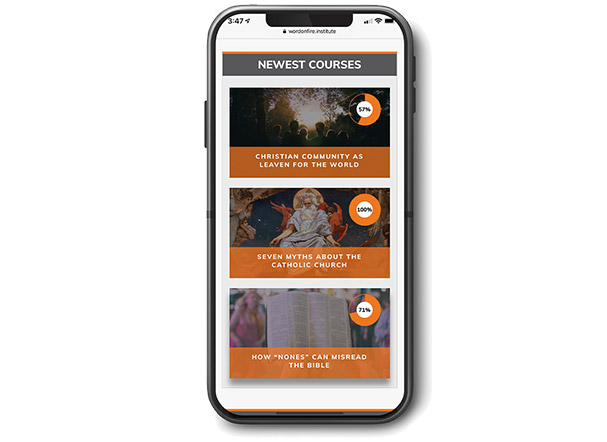 3:47
wordonfire.institute
NEWEST COURSES
57%
CHRISTIAN COMMUNITY AS
LEAVEN FOR THE WORLD
100%
SEVEN MYTHS ABOUT THE
CATHOLIC CHURCH
71%
HOW “NONES” CAN MISREAD
THE BIBLE